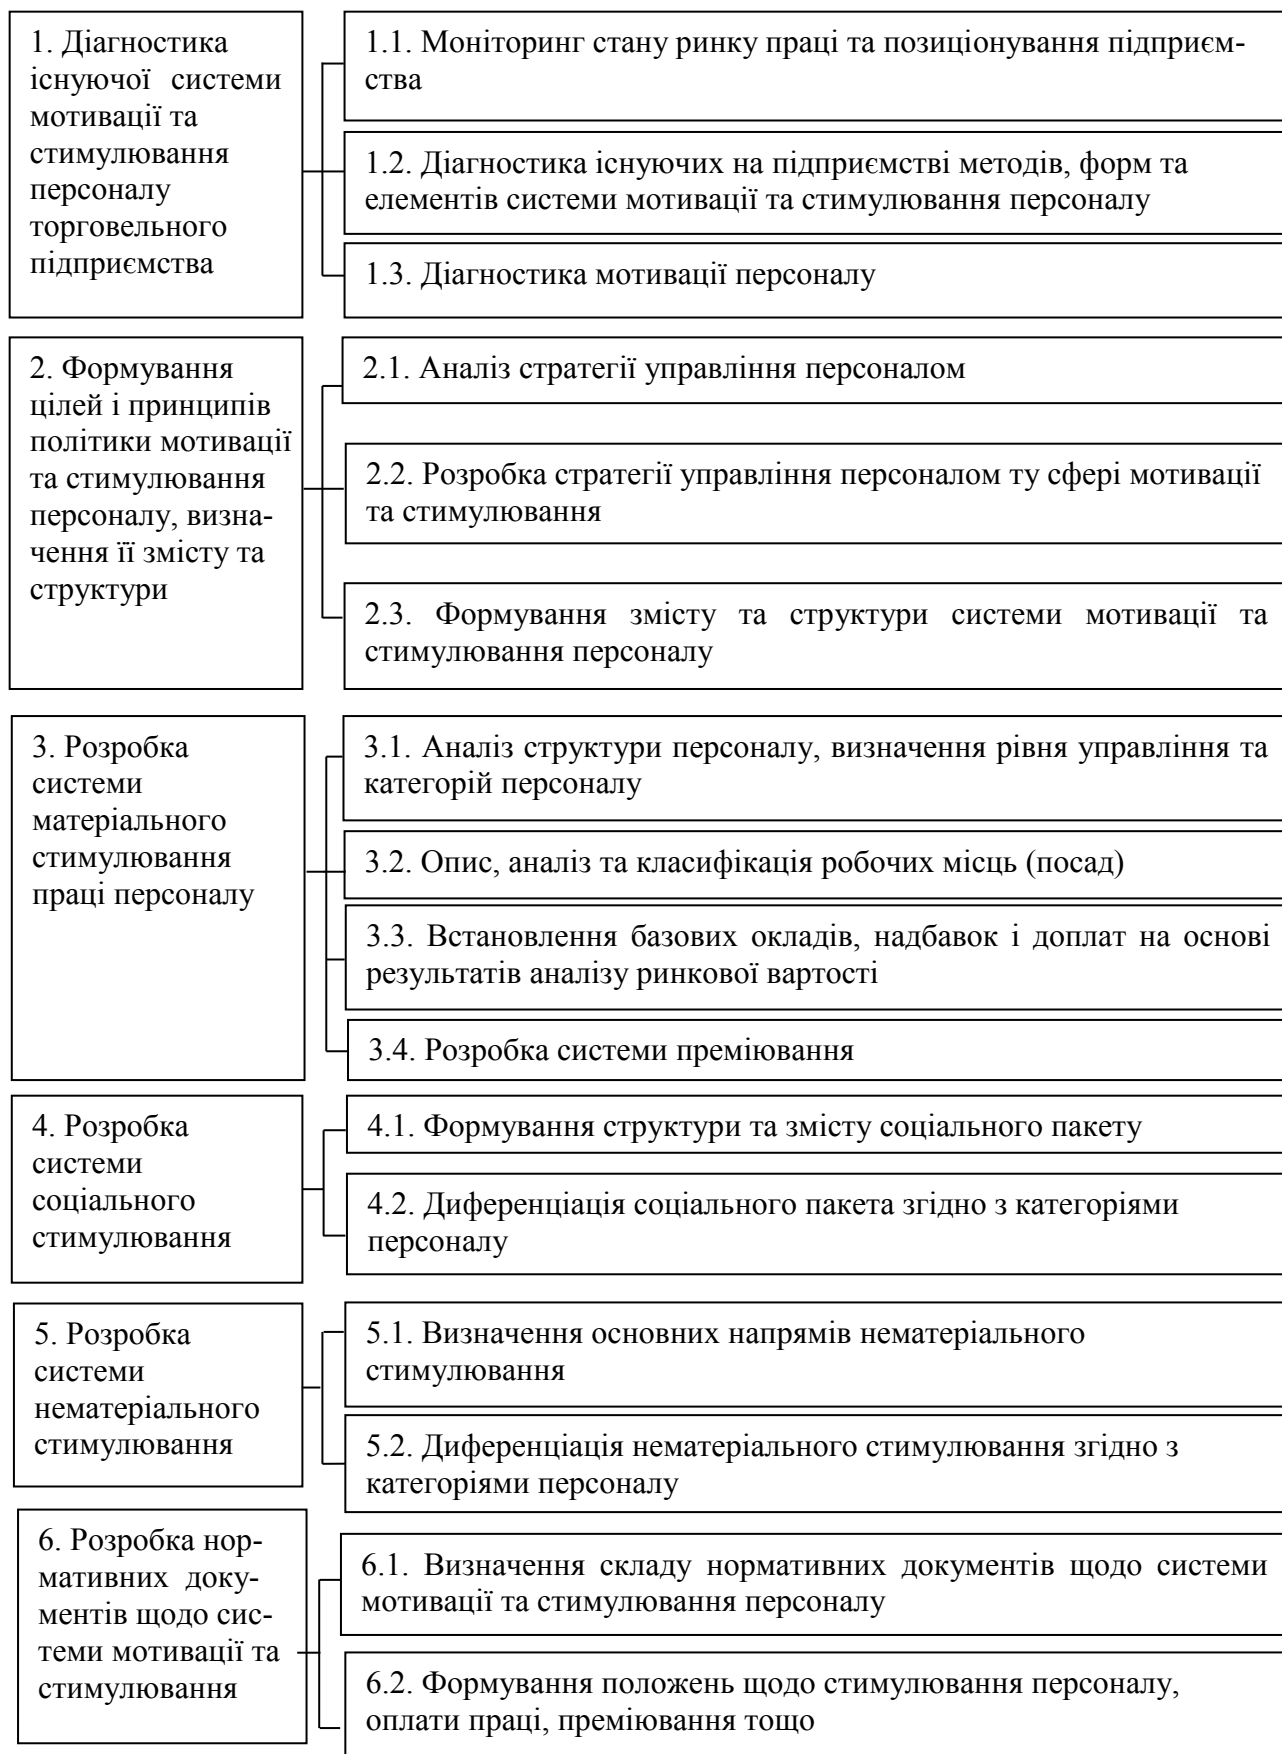 1. Діагностика
існуючої системи
мотивації та
стимулювання
персоналу
торговельного
підприємства
1.1. Моніторинг стану ринку праці та позиціонування підприєм-
ства
1.2. Діагностика існуючих на підприємстві методів, форм та
елементів системи мотивації та стимулювання персоналу
1.3. Діагностика мотивації персоналу
2. Формування
цілей і принципів
політики мотивації
та стимулювання
персоналу, визна-
чення її змісту та
структури
2.1. Аналіз стратегії управління персоналом
2.2. Розробка стратегії управління персоналом ту сфері мотивації
та стимулювання
2.3. Формування змісту та структури системи мотивації та
стимулювання персоналу
3. Розробка
системи
матеріального
стимулювання
праці персоналу
3.1. Аналіз структури персоналу, визначення рівня управління та
категорій персоналу
3.2. Опис, аналіз та класифікація робочих місць (посад)
3.3. Встановлення базових окладів, надбавок і доплат на основі
результатів аналізу ринкової вартості
3.4. Розробка системи преміювання
4. Розробка
системи
соціального
стимулювання
4.1. Формування структури та змісту соціального пакету
4.2. Диференціація соціального пакета згідно з категоріями
персоналу
5. Розробка
системи
нематеріального
стимулювання
5.1. Визначення основних напрямів нематеріального
стимулювання
5.2. Диференціація нематеріального стимулювання згідно з
категоріями персоналу
6. Розробка нор-
мативних доку-
ментів щодо сис-
теми мотивації та
стимулювання
6.1. Визначення складу нормативних документів щодо системи
мотивації та стимулювання персоналу
6.2. Формування положень щодо стимулювання персоналу,
оплати праці, преміювання тощо